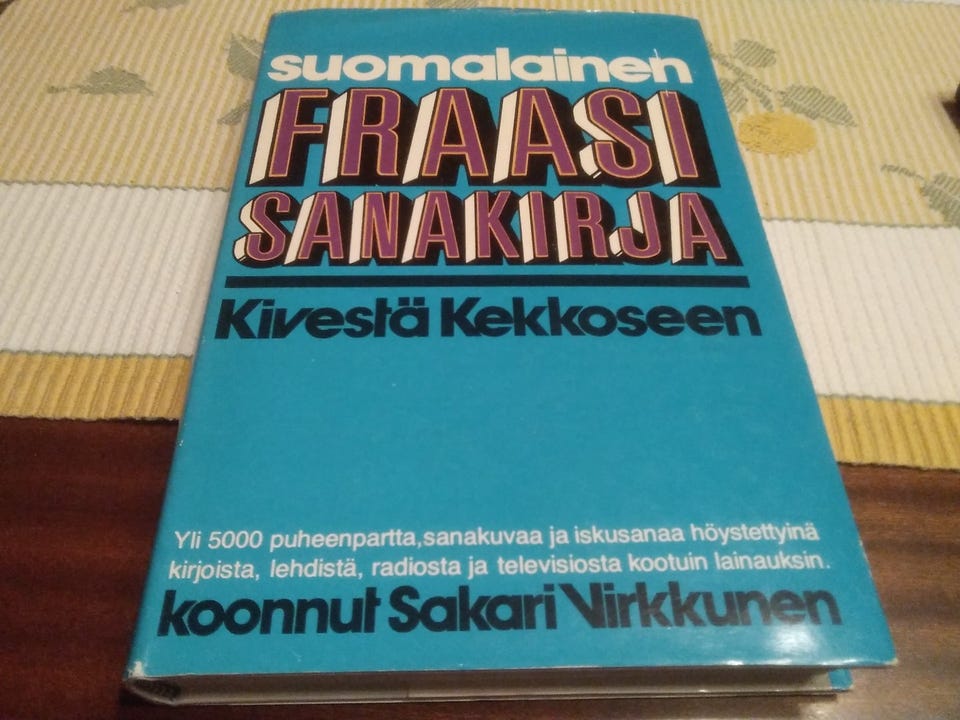 suomalainen
FRAASI
SANAKIRJA
Kivestä Kekkoseen
Yli 5000 puheenpartta,sanakuvaa ja iskusanaa höystettyinä
kirjoista, lehdistä, radiosta ja televisiosta kootuin lainauksin.
koonnut Sakari Virkkunen